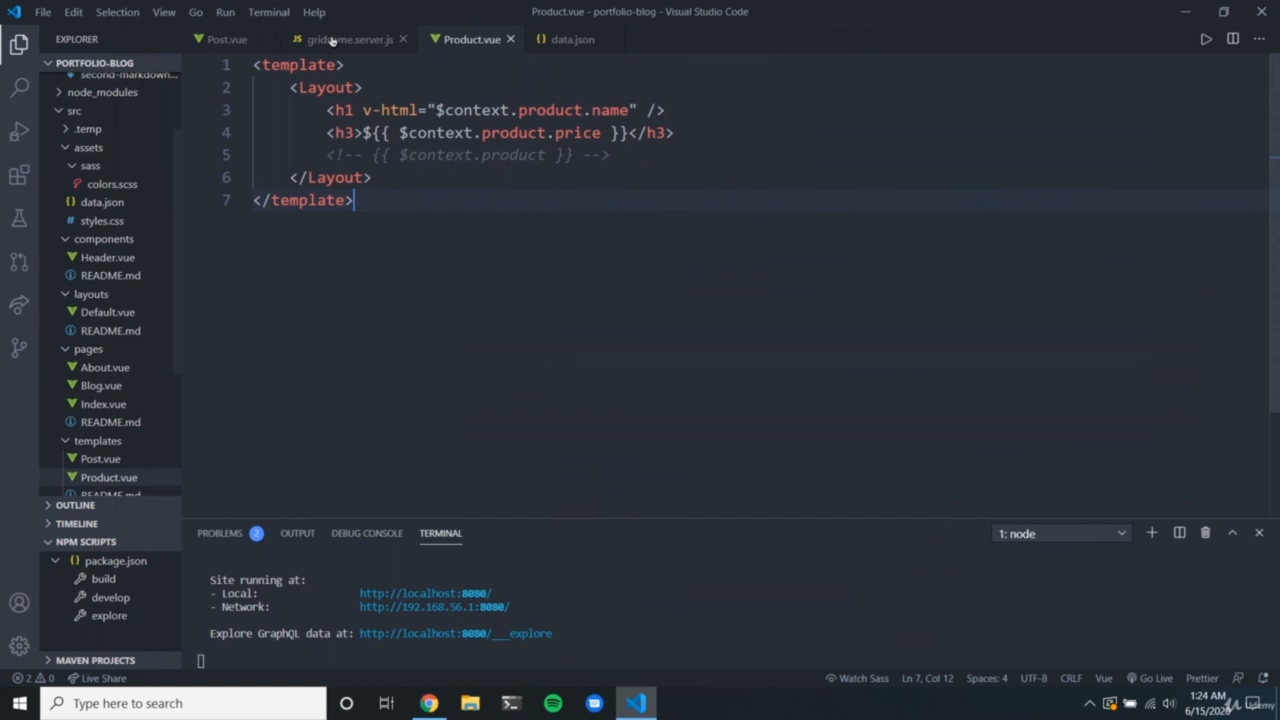 File Edit Selection View Go Run Terminal Help
Product.vue - portfolio-blog - Visual Studio Code
EXPLORER
Post.vue
JS gridsome.server.js
Product.vue
{} data.json
PORTFOLIO-BLOG
second-markdown...
node_modules
src
.temp
assets
sass
colors.scss
{} data.json
# styles.css
components
Header.vue
README.md
layouts
Default.vue
README.md
pages
About.vue
Blog.vue
Index.vue
README.md
templates
Post.vue
Product.vue
README.md
OUTLINE
TIMELINE
NPM SCRIPTS
{} package.json
build
develop
explore
MAVEN PROJECTS
1 <template>
2 <Layout>
3 <h1 v-html="$context.product.name" />
4 <h3>${{ $context.product.price }}</h3>
5 <!-- {{ $context.product }} -->
6 </Layout>
7 </template>
PROBLEMS 2 OUTPUT DEBUG CONSOLE TERMINAL
1: node
Site running at:
- Local: http://localhost:8080/
- Network: http://192.168.56.1:8080/
Explore GraphQL data at: http://localhost:8080/___explore
2 0 Live Share
Watch Sass Ln 7, Col 12 Spaces: 4 UTF-8 CRLF Vue Go Live Prettier
Type here to search
1:24 AM
6/15/2020
Udemy